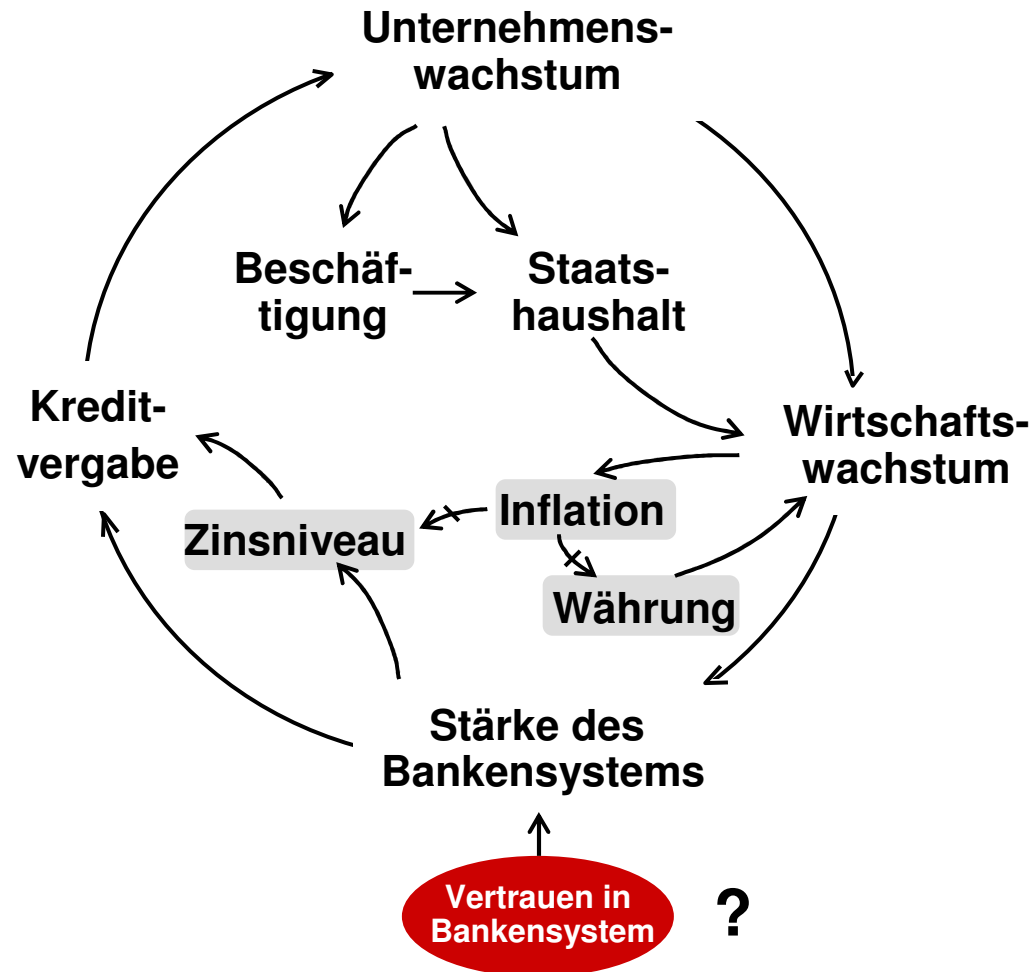 Unternehmens-
wachstum
Beschäf-
tigung
Staats-
haushalt
Kredit-
vergabe
Wirtschafts-
wachstum
Inflation
Zinsniveau
Währung
Stärke des
Bankensystems
Vertrauen in
Bankensystem
?